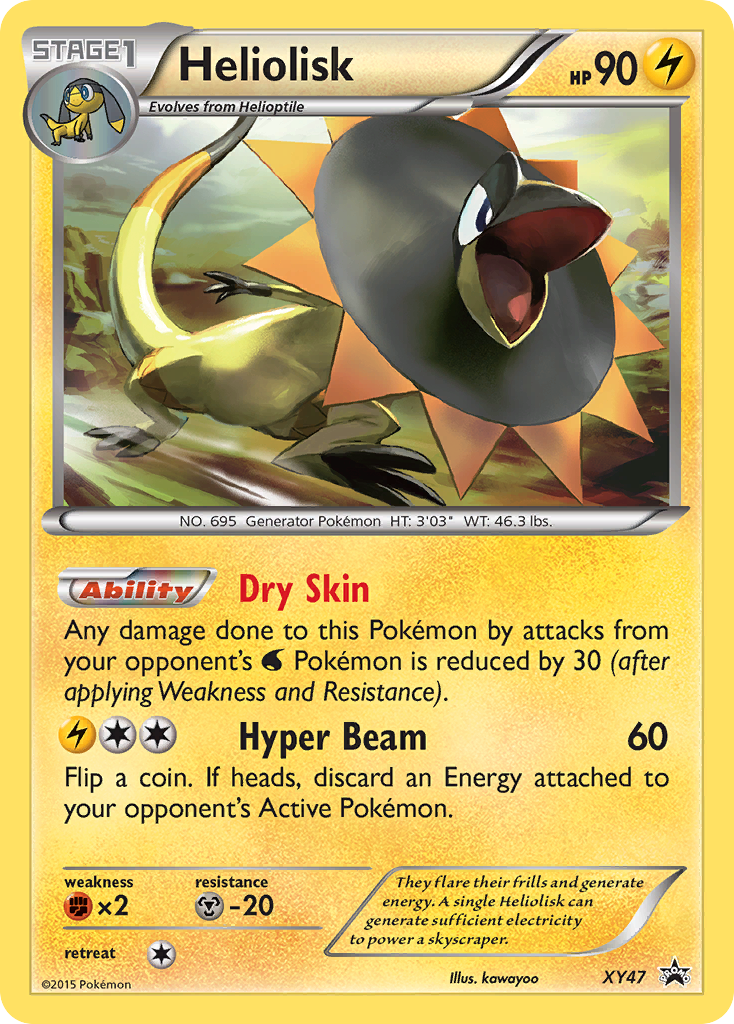 STAGE1
Heliolisk
HP90
Evolves from Helioptile
NO. 695 Generator Pokémon HT: 3'03" WT: 46.3 lbs.
Ability Dry Skin
Any damage done to this Pokémon by attacks from
your opponent's Pokémon is reduced by 30 (after
applying Weakness and Resistance).
Hyper Beam 60
Flip a coin. If heads, discard an Energy attached to
your opponent's Active Pokémon.
weakness resistance
×2 -20
retreat
They flare their frills and generate
energy. A single Heliolisk can
generate sufficient electricity
to power a skyscraper.
©2015 Pokémon Illus. kawayoo XY47 PROMO